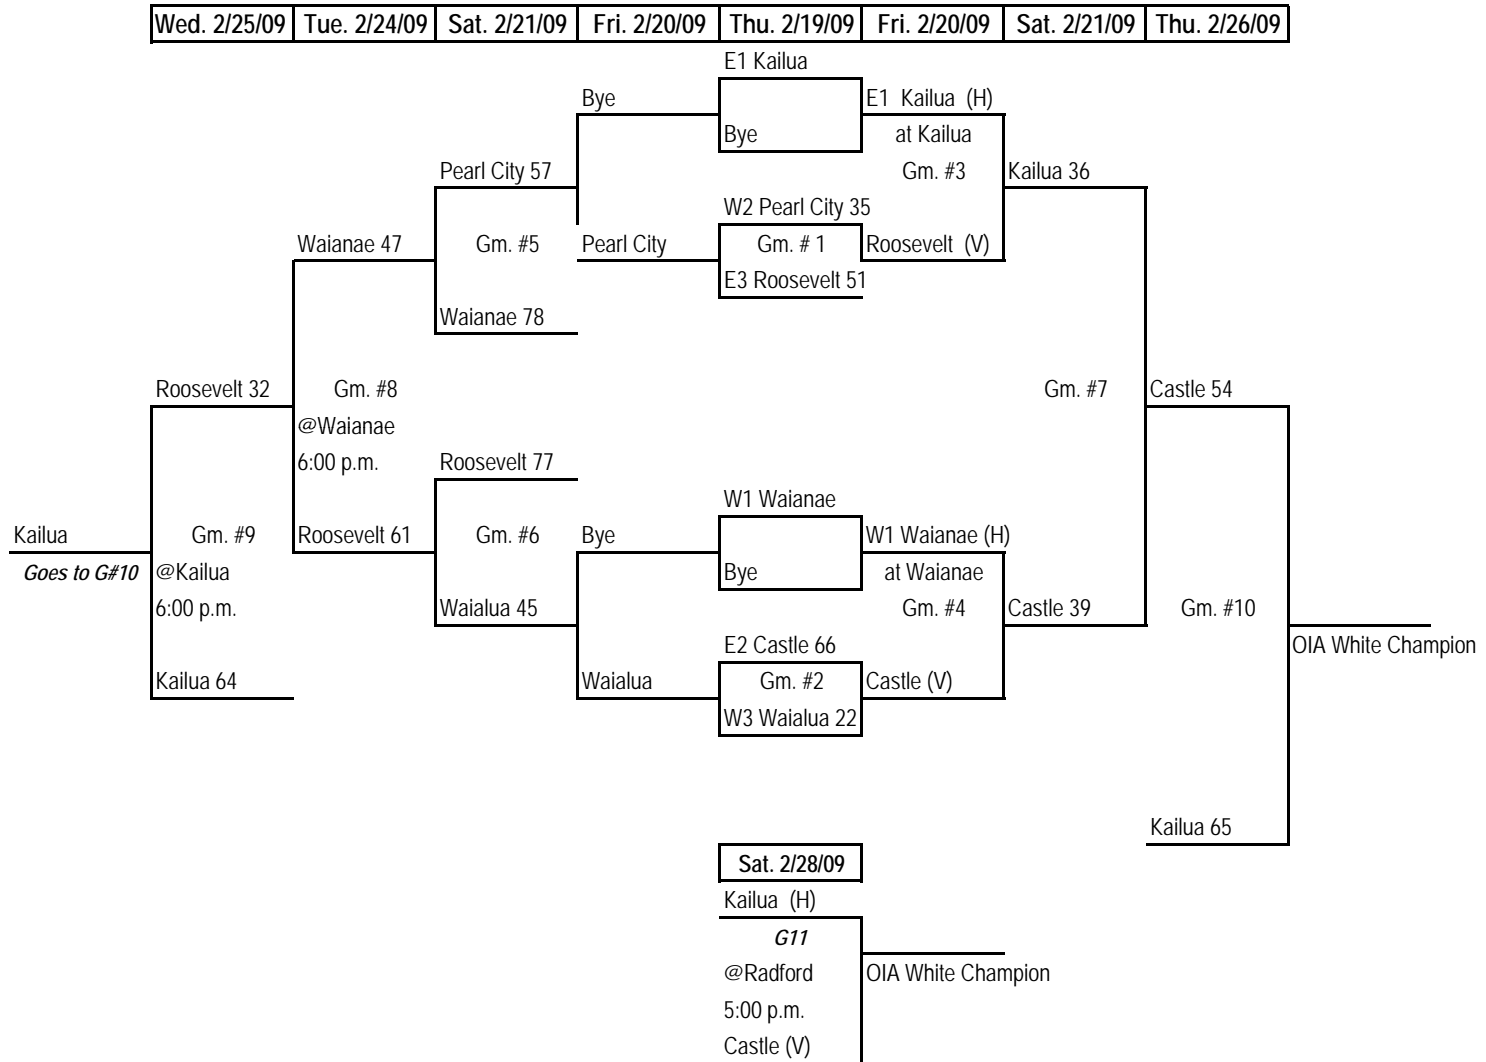 Wed. 2/25/09 Tue. 2/24/09 Sat. 2/21/09 Fri. 2/20/09 Thu. 2/19/09 Fri. 2/20/09 Sat. 2/21/09 Thu. 2/26/09
E1 Kailua
Bye E1 Kailua (H)
Bye at Kailua
Pearl City 57 Gm. #3 Kailua 36
W2 Pearl City 35
Waianae 47 Gm. #5 Pearl City Gm. # 1 Roosevelt (V)
E3 Roosevelt 51
Waianae 78
Roosevelt 32 Gm. #8 Gm. #7 Castle 54
@Waianae
6:00 p.m. Roosevelt 77
W1 Waianae
Kailua Gm. #9 Roosevelt 61 Gm. #6 Bye W1 Waianae (H)
Goes to G#10 @Kailua Bye at Waianae
6:00 p.m. Waialua 45 Gm. #4 Castle 39 Gm. #10
E2 Castle 66 OIA White Champion
Kailua 64 Waialua Gm. #2 Castle (V)
W3 Waialua 22
Kailua 65
Sat. 2/28/09
Kailua (H)
G11
@Radford OIA White Champion
5:00 p.m.
Castle (V)